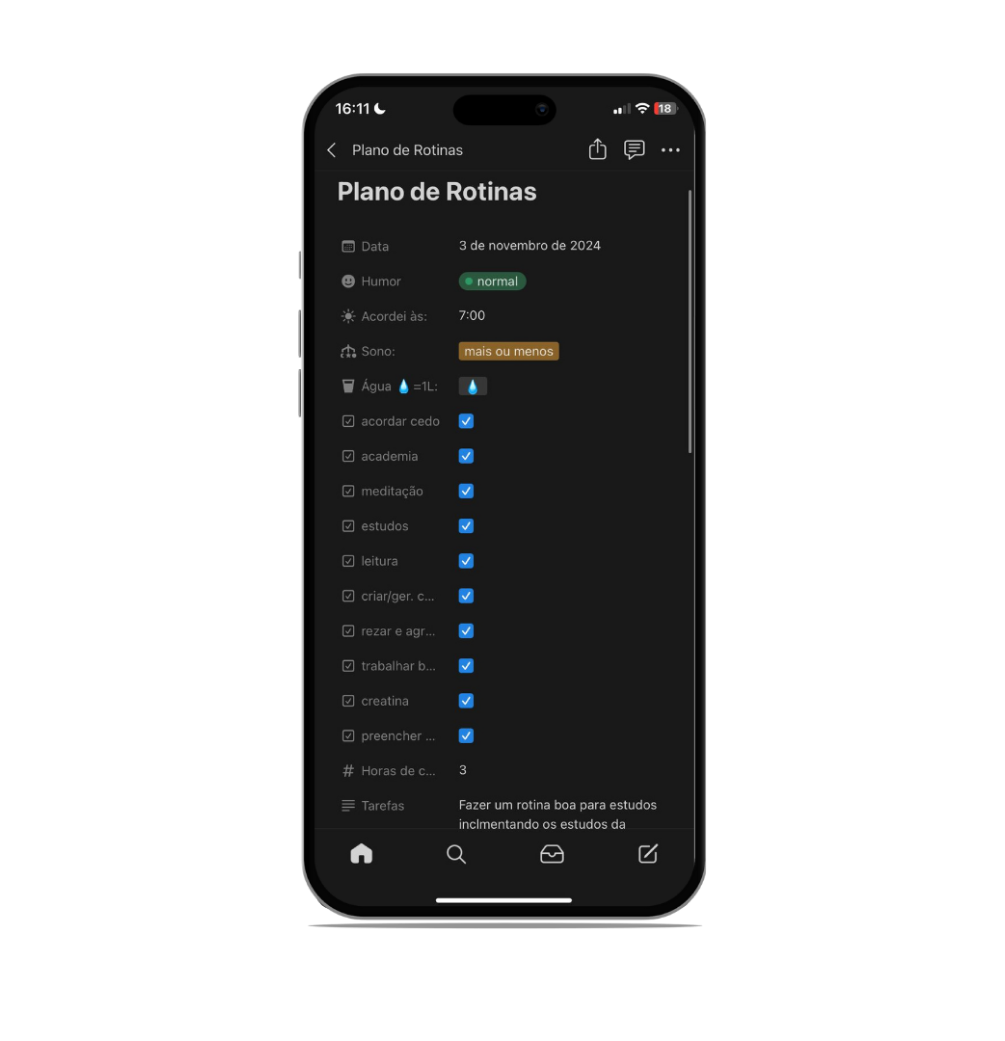 16:11
18
Plano de Rotinas
Plano de Rotinas
Data 3 de novembro de 2024
Humor normal
Acordei às: 7:00
Sono: mais ou menos
Água 💧 =1L: 💧
acordar cedo
academia
meditação
estudos
leitura
criar/ger. c...
rezar e agr...
trabalhar b...
creatina
preencher ...
# Horas de c... 3
Tarefas Fazer um rotina boa para estudos
inclmentando os estudos da